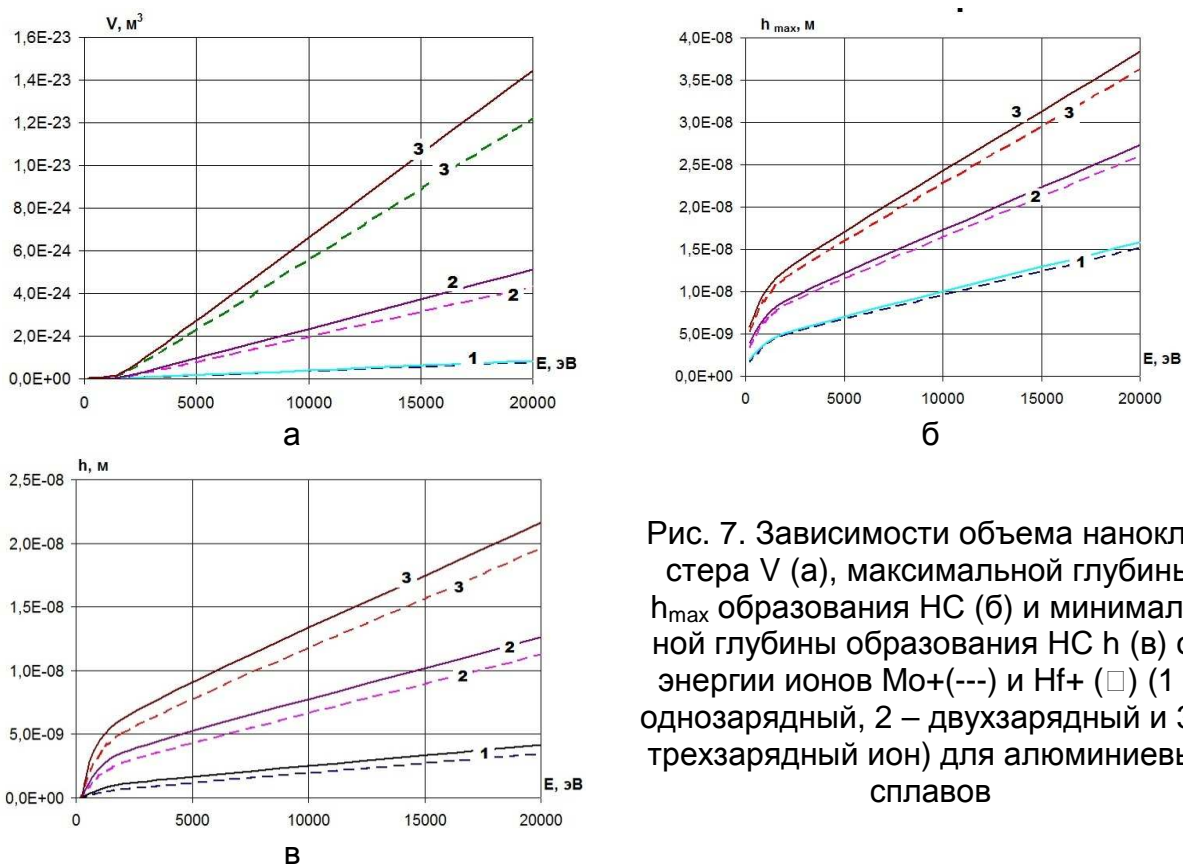 V, м³
1,6E-23
1,4E-23
1,2E-23
1,0E-23
8,0E-24
6,0E-24
4,0E-24
2,0E-24
0,0E+00
3
3
2
2
1
E, эВ
0 5000 10000 15000 20000
а
h max, м
4,0E-08
3,5E-08
3,0E-08
2,5E-08
2,0E-08
1,5E-08
1,0E-08
5,0E-09
0,0E+00
3 3
2
1
E, эВ
0 5000 10000 15000 20000
б
h, м
2,5E-08
2,0E-08
1,5E-08
1,0E-08
5,0E-09
0,0E+00
3
3
2
2
1
E, эВ
0 5000 10000 15000 20000
в
Рис. 7. Зависимости объема нанокл
стера V (а), максимальной глубины
hmax образования НС (б) и минимал
ной глубины образования НС h (в) о
энергии ионов Mo+(---) и Hf+ (□) (1
однозарядный, 2 – двухзарядный и 3
трехзарядный ион) для алюминиевы
сплавов